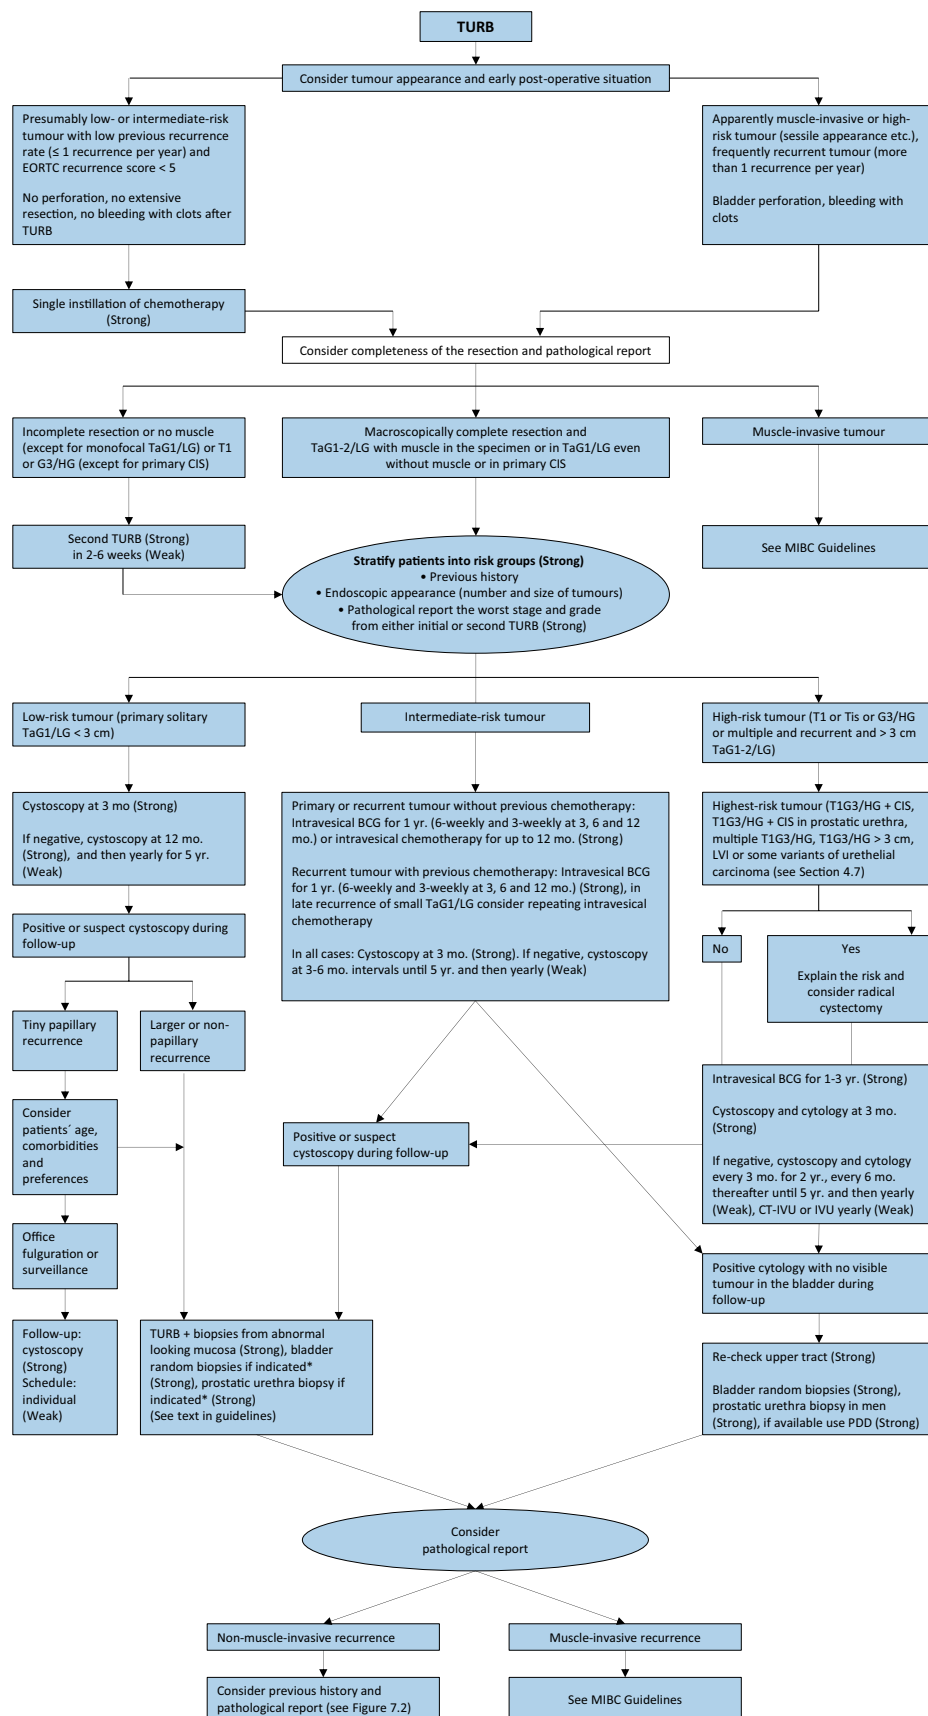 TURB
Consider tumour appearance and early post-operative situation
Presumably low- or intermediate-risk
tumour with low previous recurrence
rate (≤ 1 recurrence per year) and
EORTC recurrence score < 5
No perforation, no extensive
resection, no bleeding with clots after
TURB
Apparently muscle-invasive or high-
risk tumour (sessile appearance etc.),
frequently recurrent tumour (more
than 1 recurrence per year)
Bladder perforation, bleeding with
clots
Single instillation of chemotherapy
(Strong)
Consider completeness of the resection and pathological report
Incomplete resection or no muscle
(except for monofocal TaG1/LG) or T1
or G3/HG (except for primary CIS)
Macroscopically complete resection and
TaG1-2/LG with muscle in the specimen or in TaG1/LG even
without muscle or in primary CIS
Muscle-invasive tumour
Second TURB (Strong)
in 2-6 weeks (Weak)
See MIBC Guidelines
Stratify patients into risk groups (Strong)
• Previous history
• Endoscopic appearance (number and size of tumours)
• Pathological report the worst stage and grade
from either initial or second TURB (Strong)
Low-risk tumour (primary solitary
TaG1/LG < 3 cm)
Intermediate-risk tumour
High-risk tumour (T1 or Tis or G3/HG
or multiple and recurrent and > 3 cm
TaG1-2/LG)
Cystoscopy at 3 mo (Strong)
If negative, cystoscopy at 12 mo.
(Strong), and then yearly for 5 yr.
(Weak)
Primary or recurrent tumour without previous chemotherapy:
Intravesical BCG for 1 yr. (6-weekly and 3-weekly at 3, 6 and 12
mo.) or intravesical chemotherapy for up to 12 mo. (Strong)
Recurrent tumour with previous chemotherapy: Intravesical BCG
for 1 yr. (6-weekly and 3-weekly at 3, 6 and 12 mo.) (Strong), in
late recurrence of small TaG1/LG consider repeating intravesical
chemotherapy
In all cases: Cystoscopy at 3 mo. (Strong). If negative, cystoscopy
at 3-6 mo. intervals until 5 yr. and then yearly (Weak)
Highest-risk tumour (T1G3/HG + CIS,
T1G3/HG + CIS in prostatic urethra,
multiple T1G3/HG, T1G3/HG > 3 cm,
LVI or some variants of urethelial
carcinoma (see Section 4.7)
Positive or suspect cystoscopy during
follow-up
No
Yes
Explain the risk and
consider radical
cystectomy
Tiny papillary
recurrence
Larger or non-
papillary
recurrence
Intravesical BCG for 1-3 yr. (Strong)
Cystoscopy and cytology at 3 mo.
(Strong)
If negative, cystoscopy and cytology
every 3 mo. for 2 yr., every 6 mo.
thereafter until 5 yr. and then yearly
(Weak), CT-IVU or IVU yearly (Weak)
Consider
patients´ age,
comorbidities
and
preferences
Positive or suspect
cystoscopy during follow-up
Office
fulguration or
surveillance
Positive cytology with no visible
tumour in the bladder during
follow-up
Follow-up:
cystoscopy
(Strong)
Schedule:
individual
(Weak)
TURB + biopsies from abnormal
looking mucosa (Strong), bladder
random biopsies if indicated*
(Strong), prostatic urethra biopsy if
indicated* (Strong)
(See text in guidelines)
Re-check upper tract (Strong)
Bladder random biopsies (Strong),
prostatic urethra biopsy in men
(Strong), if available use PDD (Strong)
Consider
pathological report
Non-muscle-invasive recurrence
Muscle-invasive recurrence
Consider previous history and
pathological report (see Figure 7.2)
See MIBC Guidelines